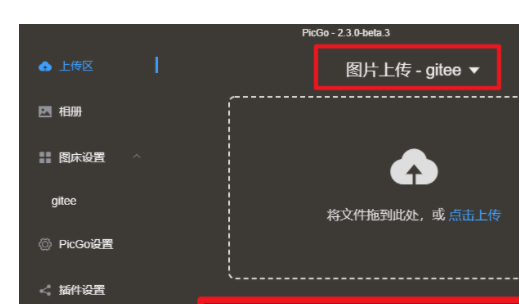 PicGo - 2.3.0-beta.3
上传区
图片上传 - gitee
相册
图床设置
gitee
将文件拖到此处，或 点击上传
PicGo设置
插件设置